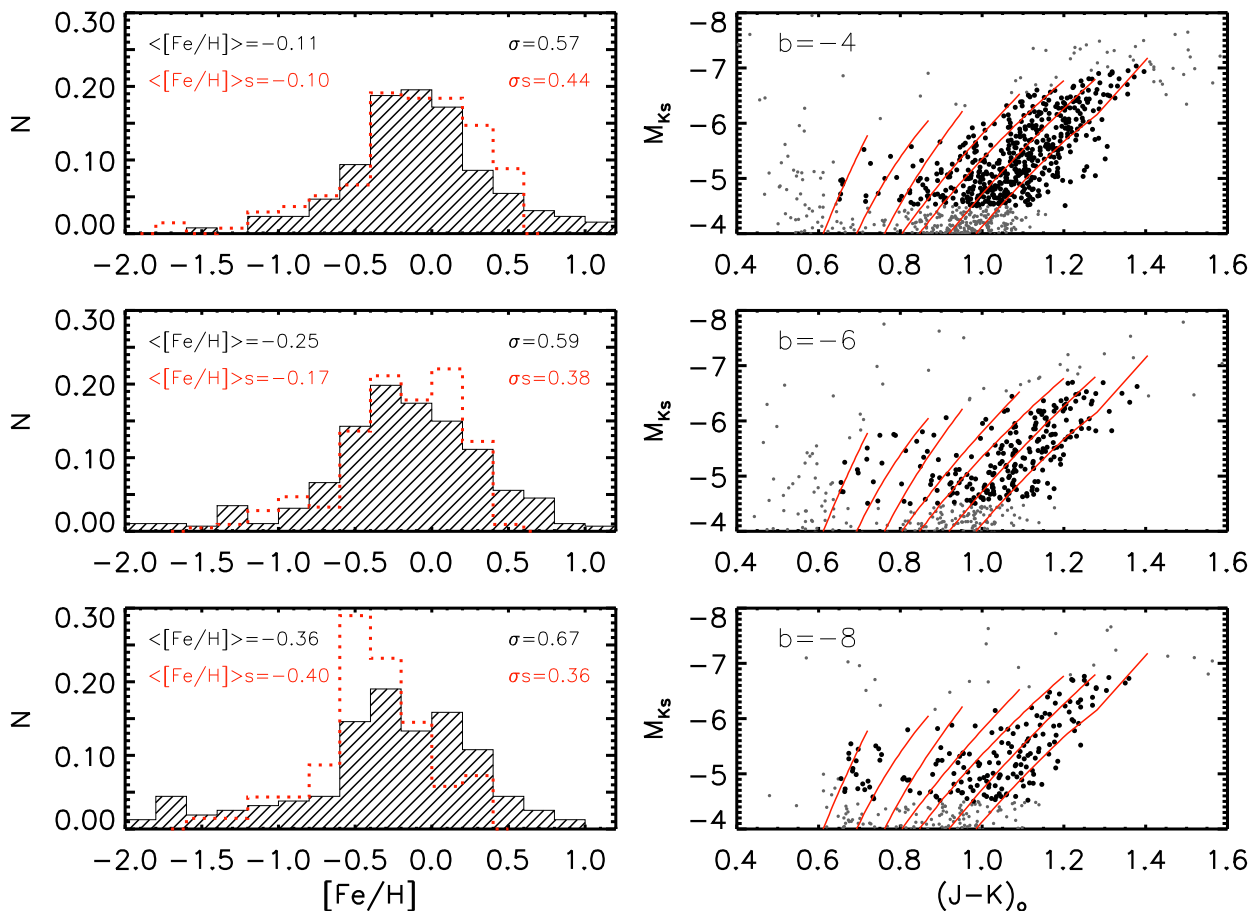 0.30
0.20
0.10
0.00
N
<[Fe/H]>=−0.11
σ=0.57
<[Fe/H]>s=−0.10
σs=0.44
−2.0 −1.5 −1.0 −0.5 0.0 0.5 1.0
−8
−7
−6
−5
−4
M_Ks
b=−4
0.4 0.6 0.8 1.0 1.2 1.4 1.6
0.30
0.20
0.10
0.00
N
<[Fe/H]>=−0.25
σ=0.59
<[Fe/H]>s=−0.17
σs=0.38
−2.0 −1.5 −1.0 −0.5 0.0 0.5 1.0
−8
−7
−6
−5
−4
M_Ks
b=−6
0.4 0.6 0.8 1.0 1.2 1.4 1.6
0.30
0.20
0.10
0.00
N
<[Fe/H]>=−0.36
σ=0.67
<[Fe/H]>s=−0.40
σs=0.36
−2.0 −1.5 −1.0 −0.5 0.0 0.5 1.0
[Fe/H]
−8
−7
−6
−5
−4
M_Ks
b=−8
0.4 0.6 0.8 1.0 1.2 1.4 1.6
(J−K)_o